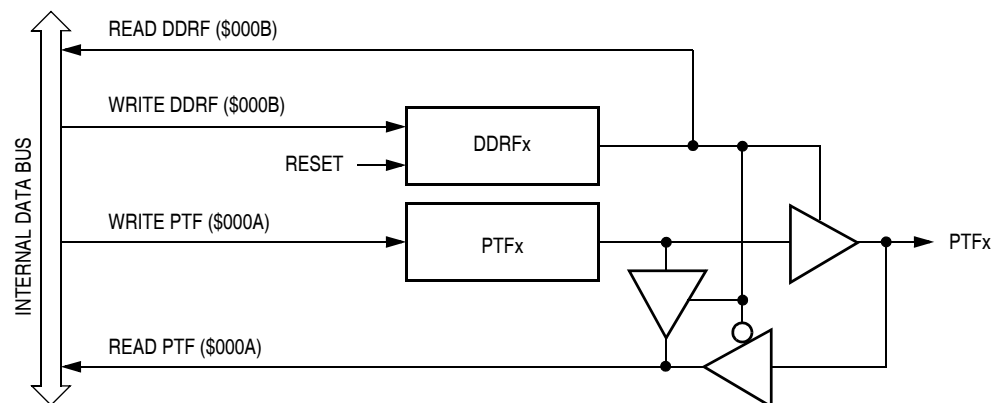 READ DDRF ($000B)
WRITE DDRF ($000B)
DDRFx
RESET
INTERNAL DATA BUS
WRITE PTF ($000A)
PTFx
PTFx
READ PTF ($000A)